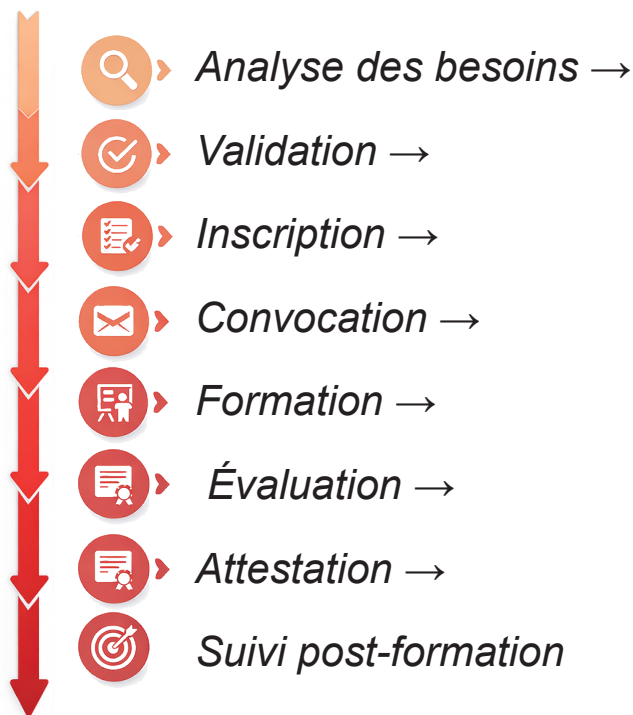 Analyse des besoins →
Validation →
Inscription →
Convocation →
Formation →
Évaluation →
Attestation →
Suivi post-formation